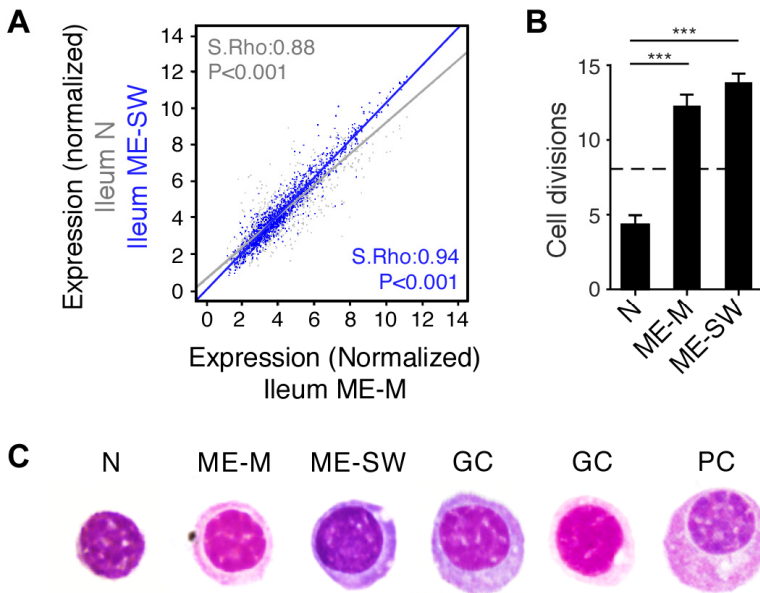 A
Expression (normalized)
Ileum N
Ileum ME-SW
14
12
10
8
6
4
2
0
S.Rho:0.88
P<0.001
S.Rho:0.94
P<0.001
0 2 4 6 8 10 12 14
Expression (Normalized)
Ileum ME-M
B
Cell divisions
15
10
5
0
***
***
N
ME-M
ME-SW
C
N ME-M ME-SW GC GC PC